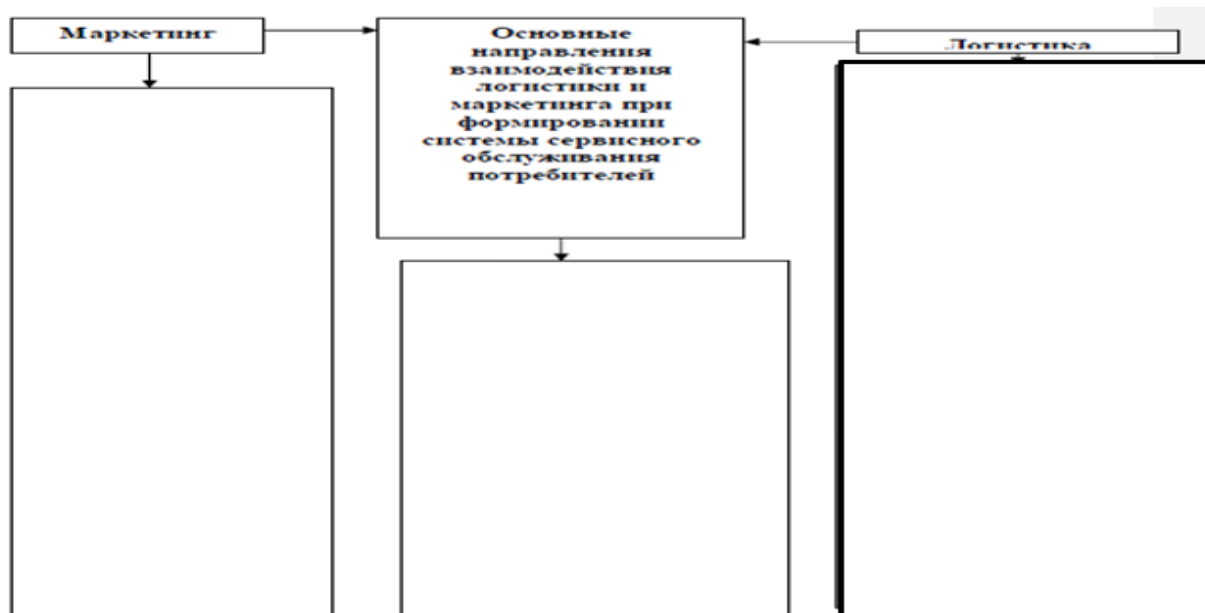 Маркетинг
Основные
направления
взаимодействия
логистики и
маркетинга при
формировании
системы сервисного
обслуживания
потребителей
Логистика